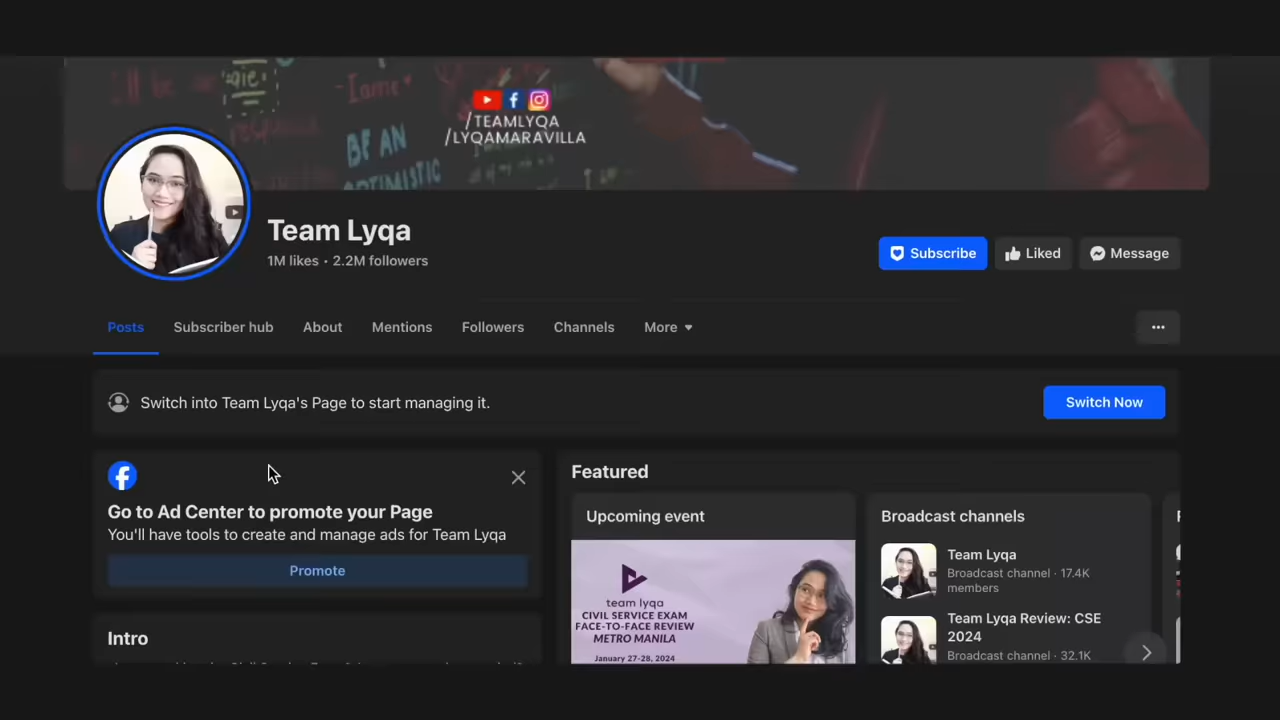 -Iame
BE AN
OPTIMISTIC
/TEAMLYQA
/LYQAMARAVILLA
Team Lyqa
1M likes • 2.2M followers
Subscribe
Liked
Message
Posts
Subscriber hub
About
Mentions
Followers
Channels
More
Switch into Team Lyqa's Page to start managing it.
Switch Now
Go to Ad Center to promote your Page
You'll have tools to create and manage ads for Team Lyqa
Promote
Intro
Featured
Upcoming event
team lyqa
CIVIL SERVICE EXAM
FACE-TO-FACE REVIEW
METRO MANILA
January 27-28, 2024
Broadcast channels
Team Lyqa
Broadcast channel · 17.4K
members
Team Lyqa Review: CSE
2024
Broadcast channel · 32.1K